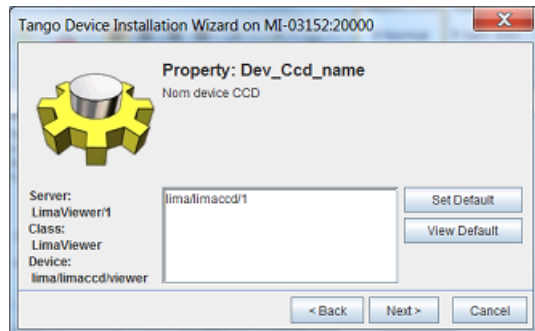 Tango Device Installation Wizard on MI-03152:20000
Property: Dev_Ccd_name
Nom device CCD
Server:
LimaViewer/1
Class:
LimaViewer
Device:
lima/limaccd/viewer
lima/limaccd/1
Set Default
View Default
< Back
Next >
Cancel